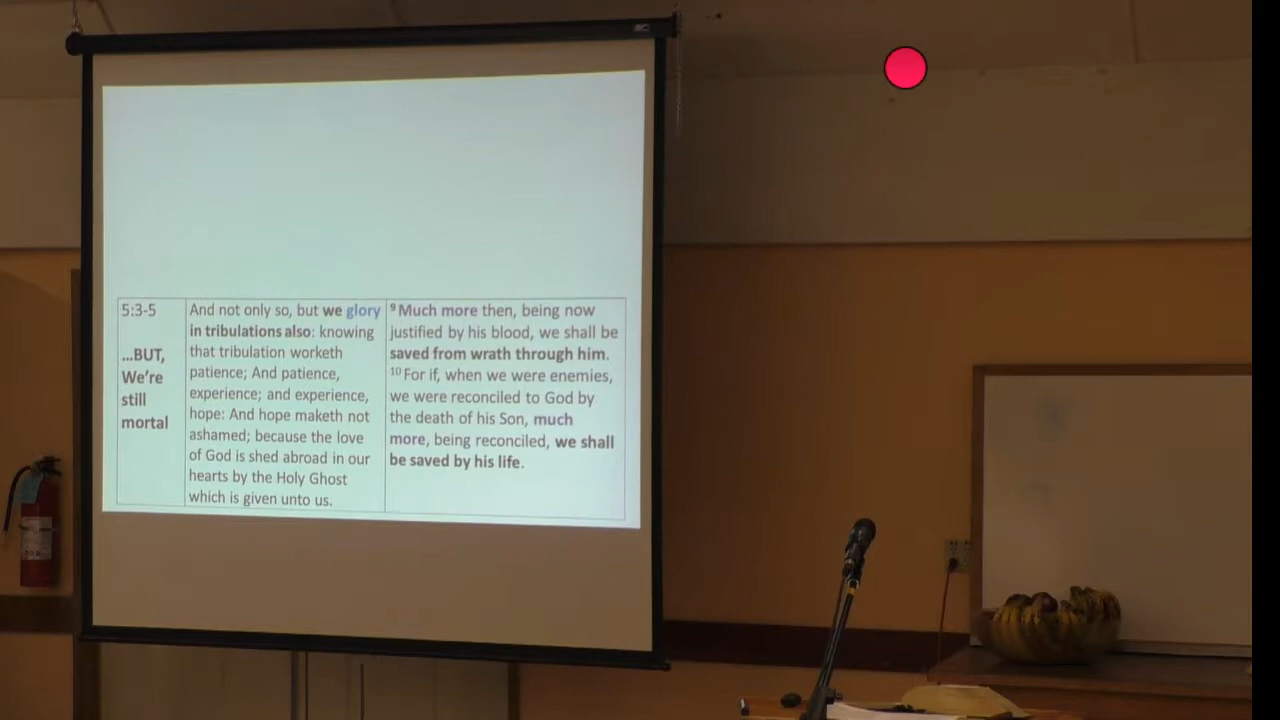 5:3-5
...BUT,
We're
still
mortal
And not only so, but we glory
in tribulations also: knowing
that tribulation worketh
patience; And patience,
experience; and experience,
hope: And hope maketh not
ashamed; because the love
of God is shed abroad in our
hearts by the Holy Ghost
which is given unto us.
9 Much more then, being now
justified by his blood, we shall be
saved from wrath through him.
10 For if, when we were enemies,
we were reconciled to God by
the death of his Son, much
more, being reconciled, we shall
be saved by his life.